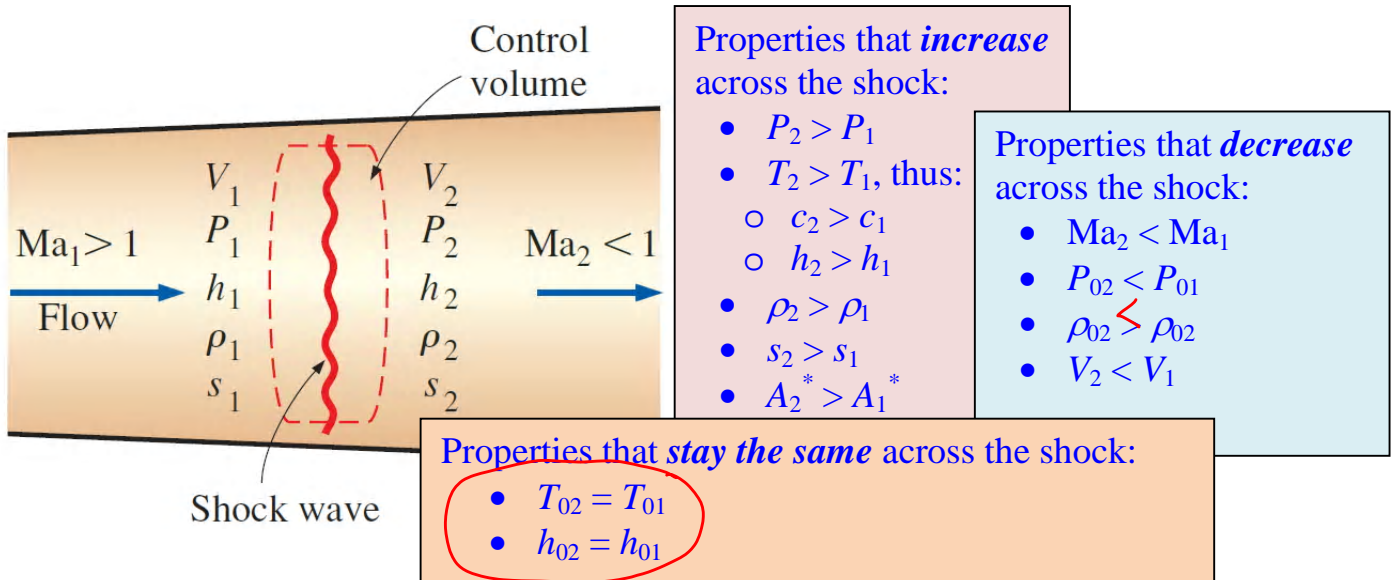 Control
volume
V₁
P₁
h₁
ρ₁
s₁
V₂
P₂
h₂
ρ₂
s₂
Ma₁ > 1
Flow
Ma₂ < 1
Shock wave
Properties that increase
across the shock:
• P₂ > P₁
• T₂ > T₁, thus:
o c₂ > c₁
o h₂ > h₁
• ρ₂ > ρ₁
• s₂ > s₁
• A₂* > A₁*
Properties that decrease
across the shock:
• Ma₂ < Ma₁
• P₀₂ < P₀₁
<
• ρ₀₂ > ρ₀₂
• V₂ < V₁
Properties that stay the same across the shock:
• T₀₂ = T₀₁
• h₀₂ = h₀₁